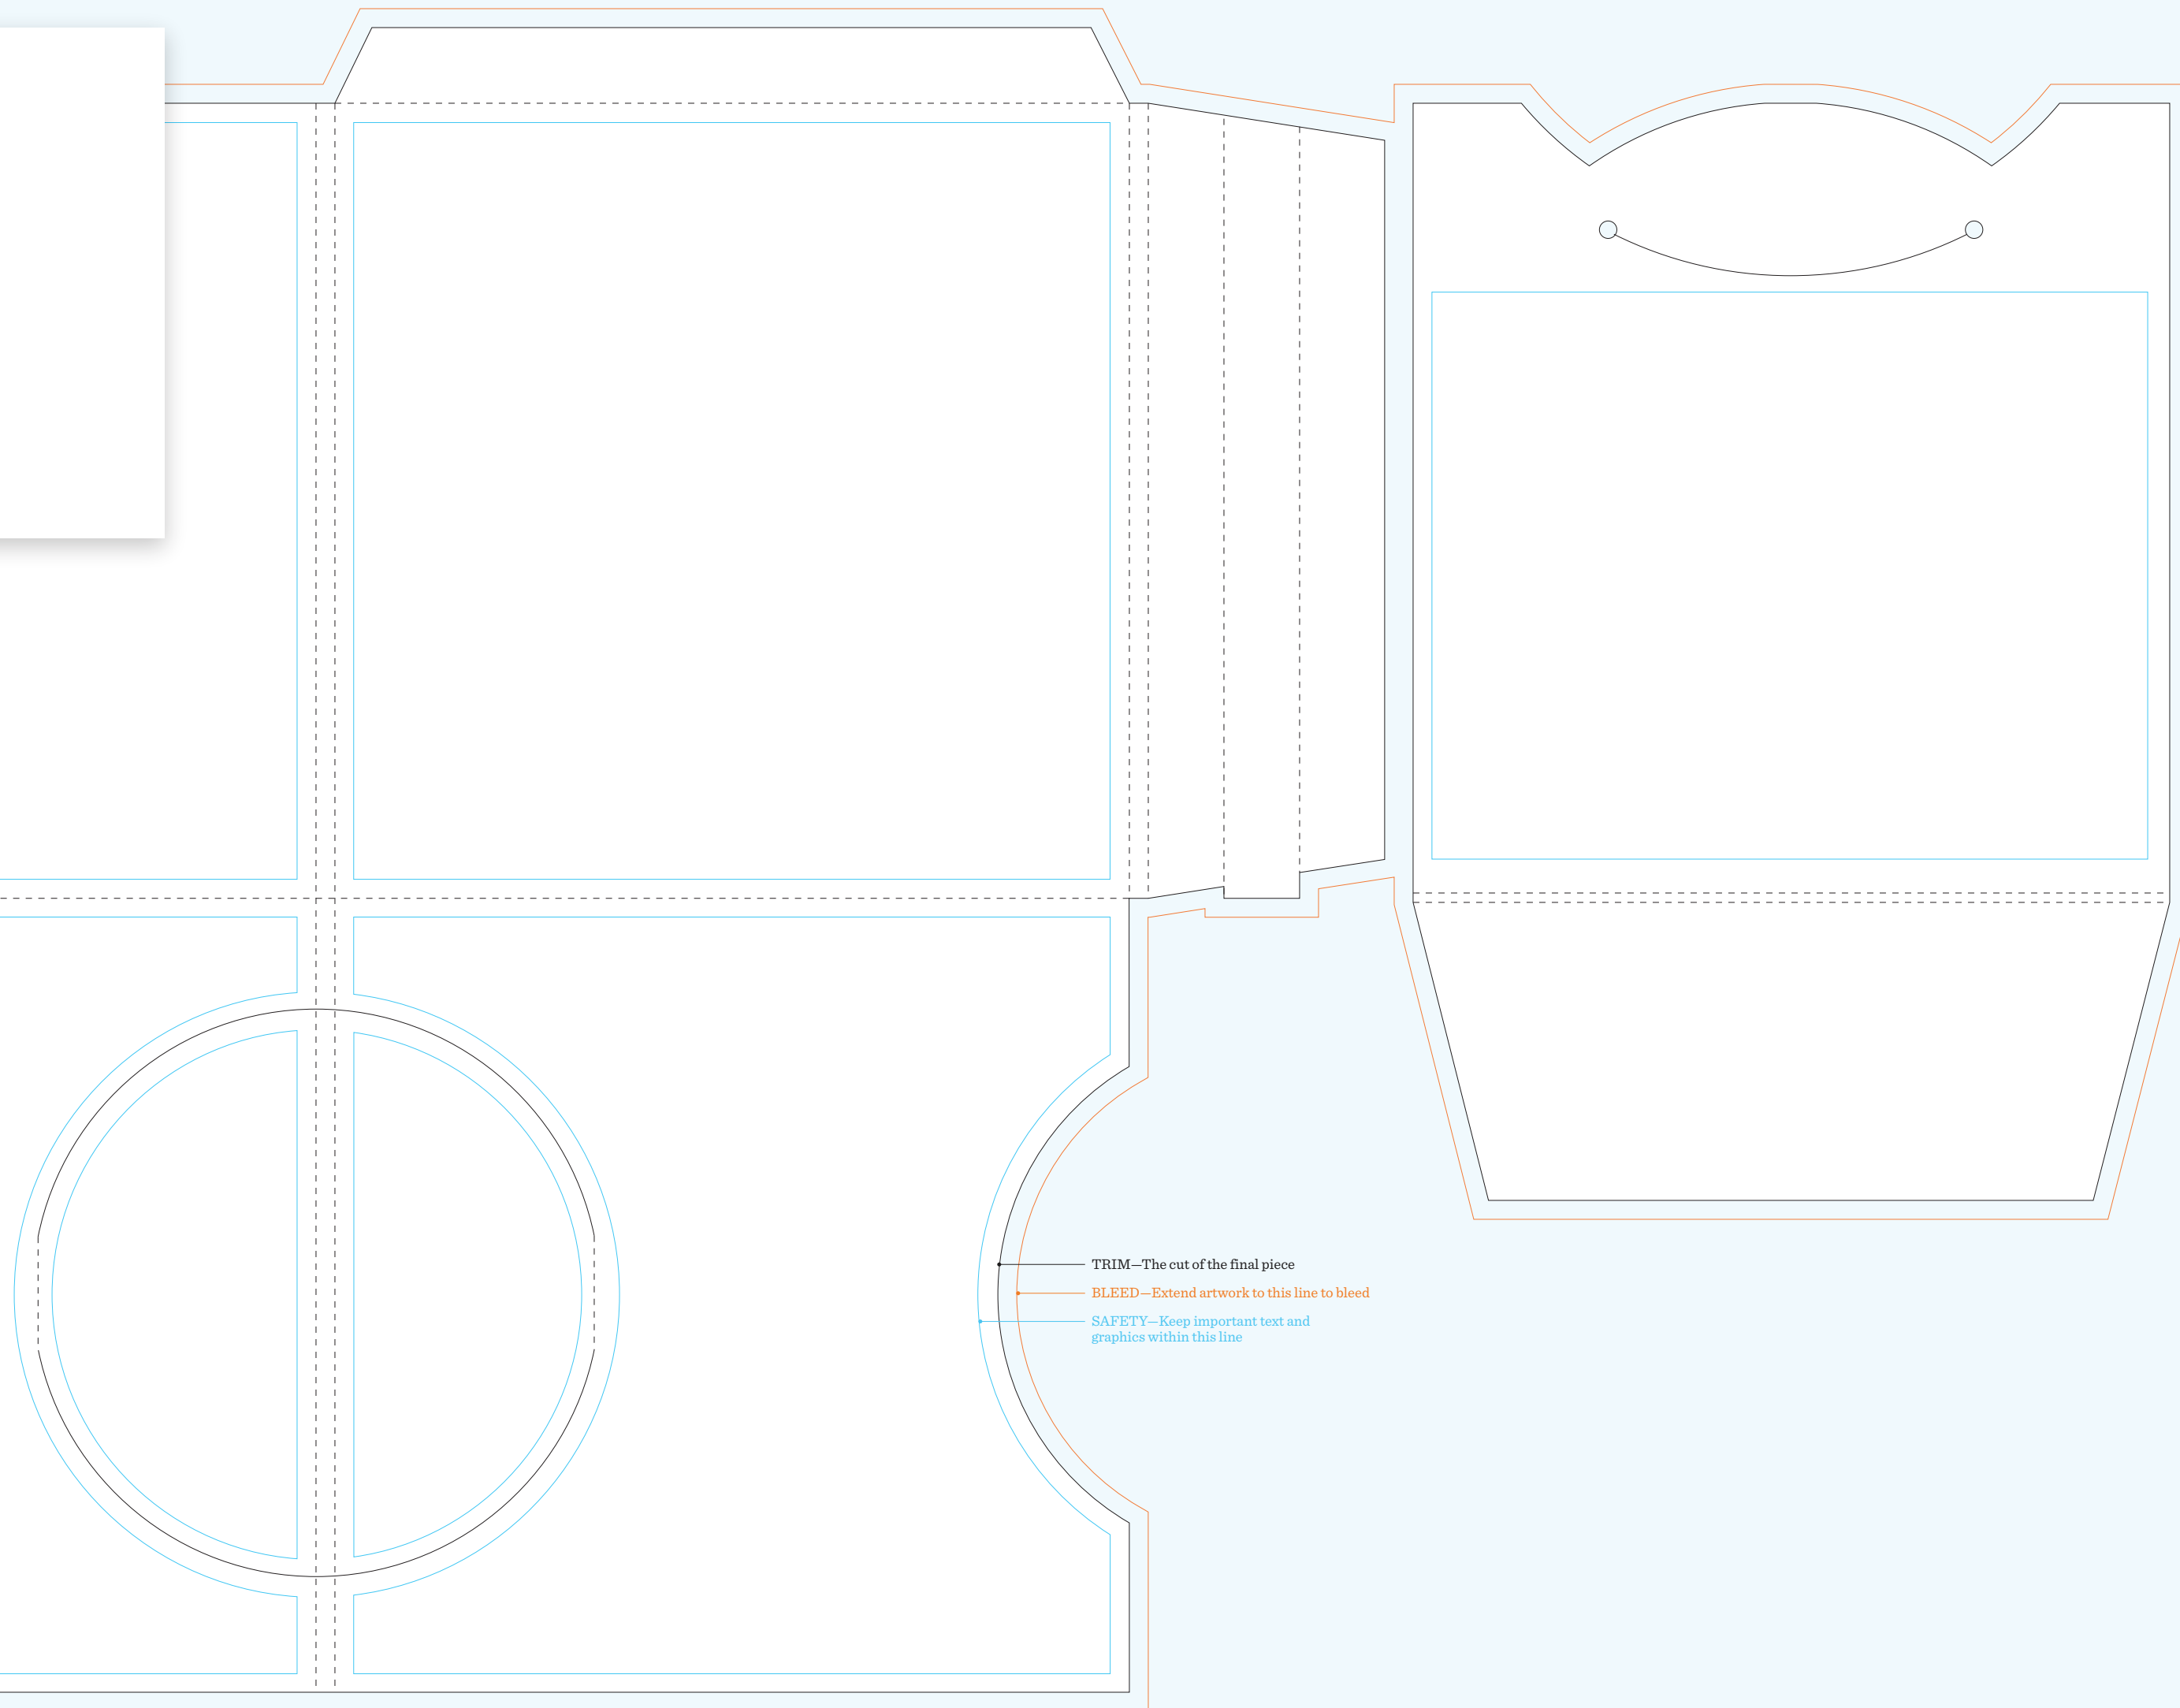 TRIM—The cut of the final piece
BLEED—Extend artwork to this line to bleed
SAFETY—Keep important text and
graphics within this line